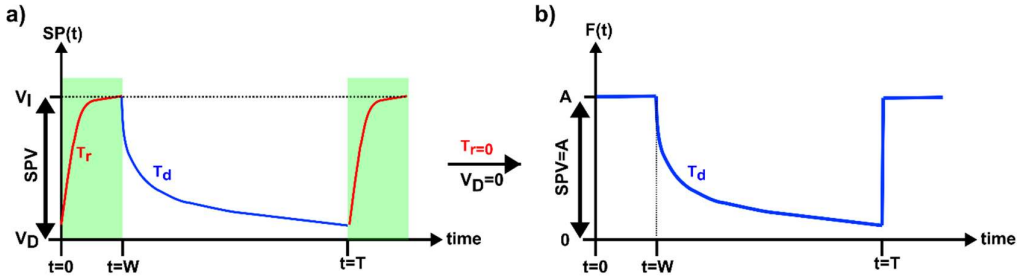 a)
SP(t)
V_I
SPV
T_r
T_d
V_D
t=0
t=W
t=T
time
T_r=0
V_D=0
b)
F(t)
A
SPV=A
T_d
0
t=0
t=W
t=T
time